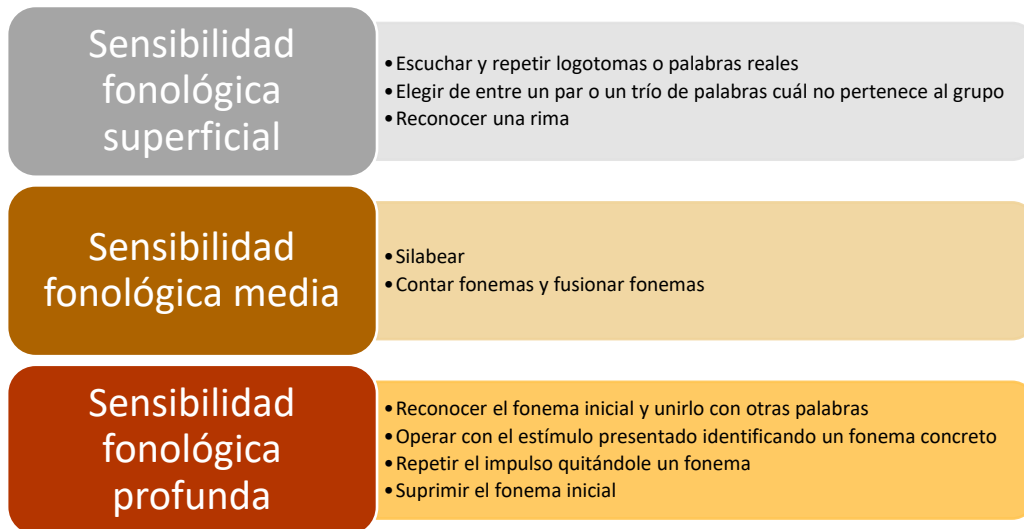 Sensibilidad
fonológica
superficial
•Escuchar y repetir logotomas o palabras reales
•Elegir de entre un par o un trío de palabras cuál no pertenece al grupo
•Reconocer una rima
Sensibilidad
fonológica media
•Silabear
•Contar fonemas y fusionar fonemas
Sensibilidad
fonológica
profunda
•Reconocer el fonema inicial y unirlo con otras palabras
•Operar con el estímulo presentado identificando un fonema concreto
•Repetir el impulso quitándole un fonema
•Suprimir el fonema inicial